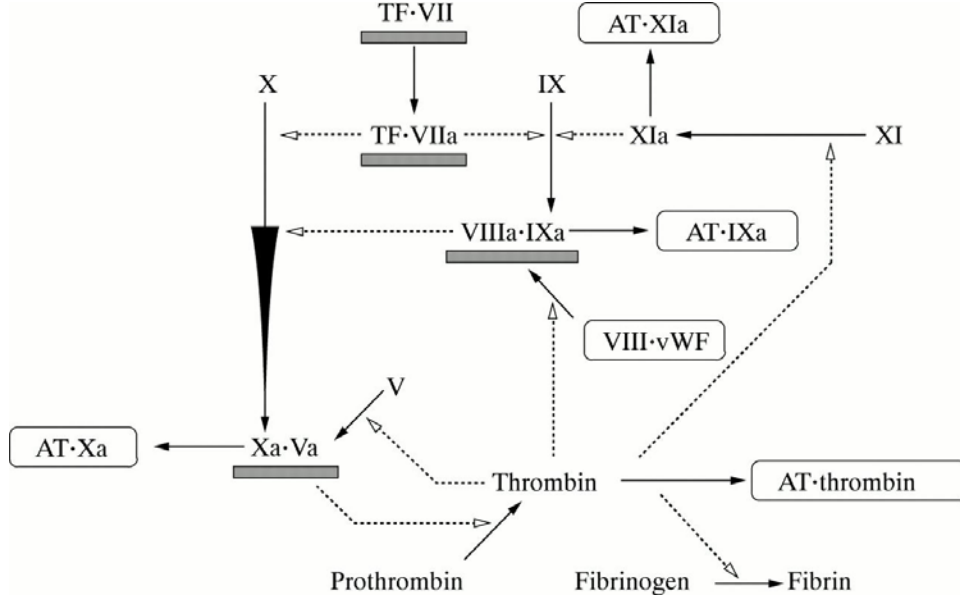 TF·VII
AT·XIa
X
IX
TF·VIIa
XIa
XI
VIIIa·IXa
AT·IXa
VIII·vWF
V
AT·Xa
Xa·Va
Thrombin
AT·thrombin
Prothrombin
Fibrinogen
Fibrin